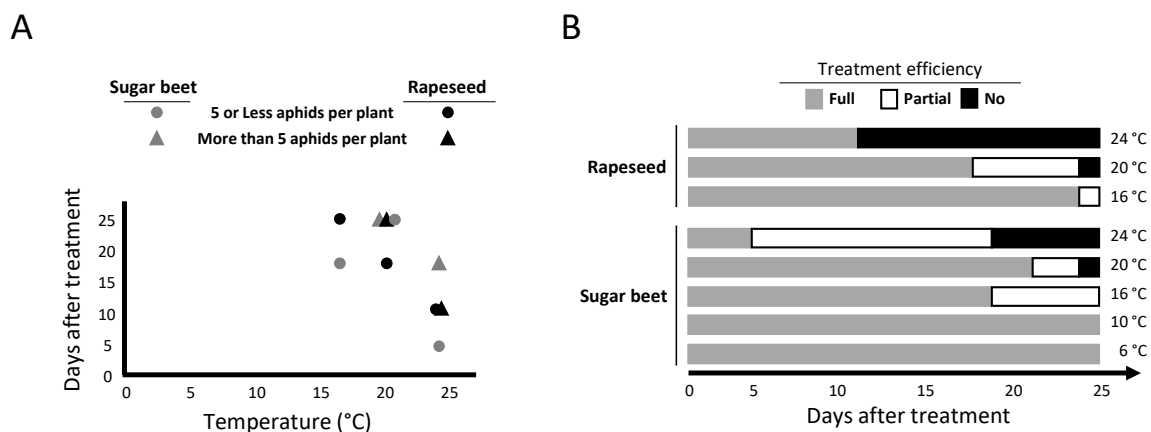 A
Sugar beet
Rapeseed
5 or Less aphids per plant
More than 5 aphids per plant
Days after treatment
25
20
15
10
5
0
0 5 10 15 20 25
Temperature (°C)
B
Treatment efficiency
Full Partial No
Rapeseed
24 °C
20 °C
16 °C
Sugar beet
24 °C
20 °C
16 °C
10 °C
6 °C
0 5 10 15 20 25
Days after treatment